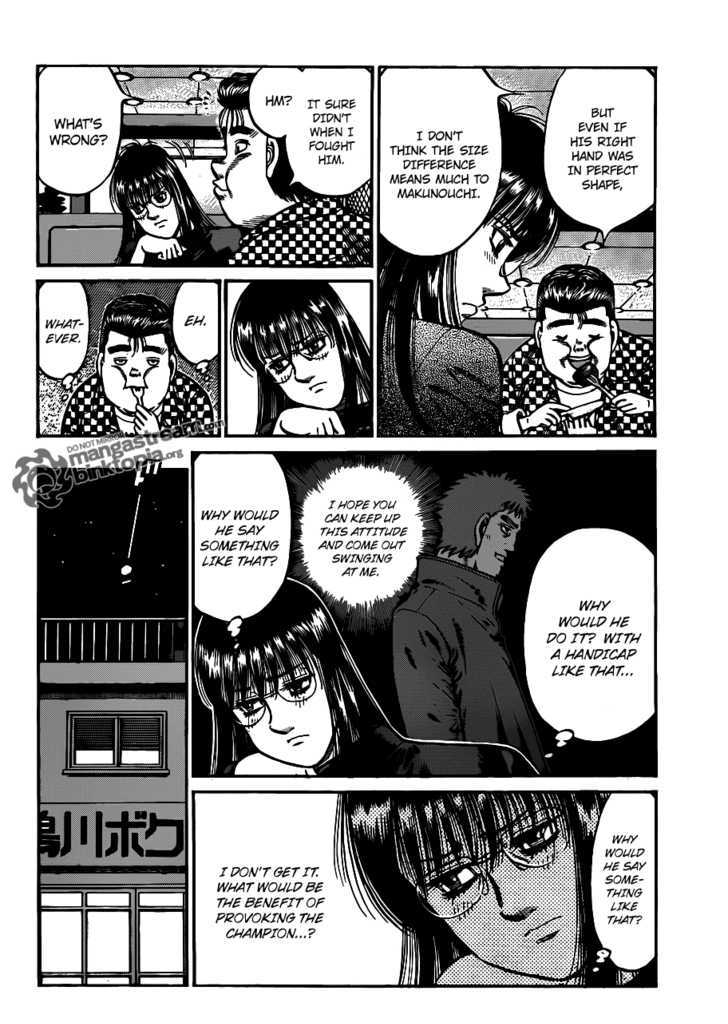 BUT
EVEN IF
HIS RIGHT
HAND WAS
IN PERFECT
SHAPE,
I DON'T
THINK THE SIZE
DIFFERENCE
MEANS MUCH TO
MAKUNOUCHI.
IT SURE
DIDN'T
WHEN I
FOUGHT
HIM.
HM?
WHAT'S
WRONG?
EH.
WHAT-
EVER.
DO NOT MIRROR
mangastream.com
binktopia.org
WHY
WOULD HE
DO IT? WITH
A HANDICAP
LIKE THAT...
I HOPE YOU
CAN KEEP UP
THIS ATTITUDE
AND COME OUT
SWINGING
AT ME.
WHY WOULD
HE SAY
SOMETHING
LIKE THAT?
鴨川ボク
WHY
WOULD
HE SAY
SOME-
THING
LIKE
THAT?
I DON'T GET IT.
WHAT WOULD BE
THE BENEFIT OF
PROVOKING THE
CHAMPION...?